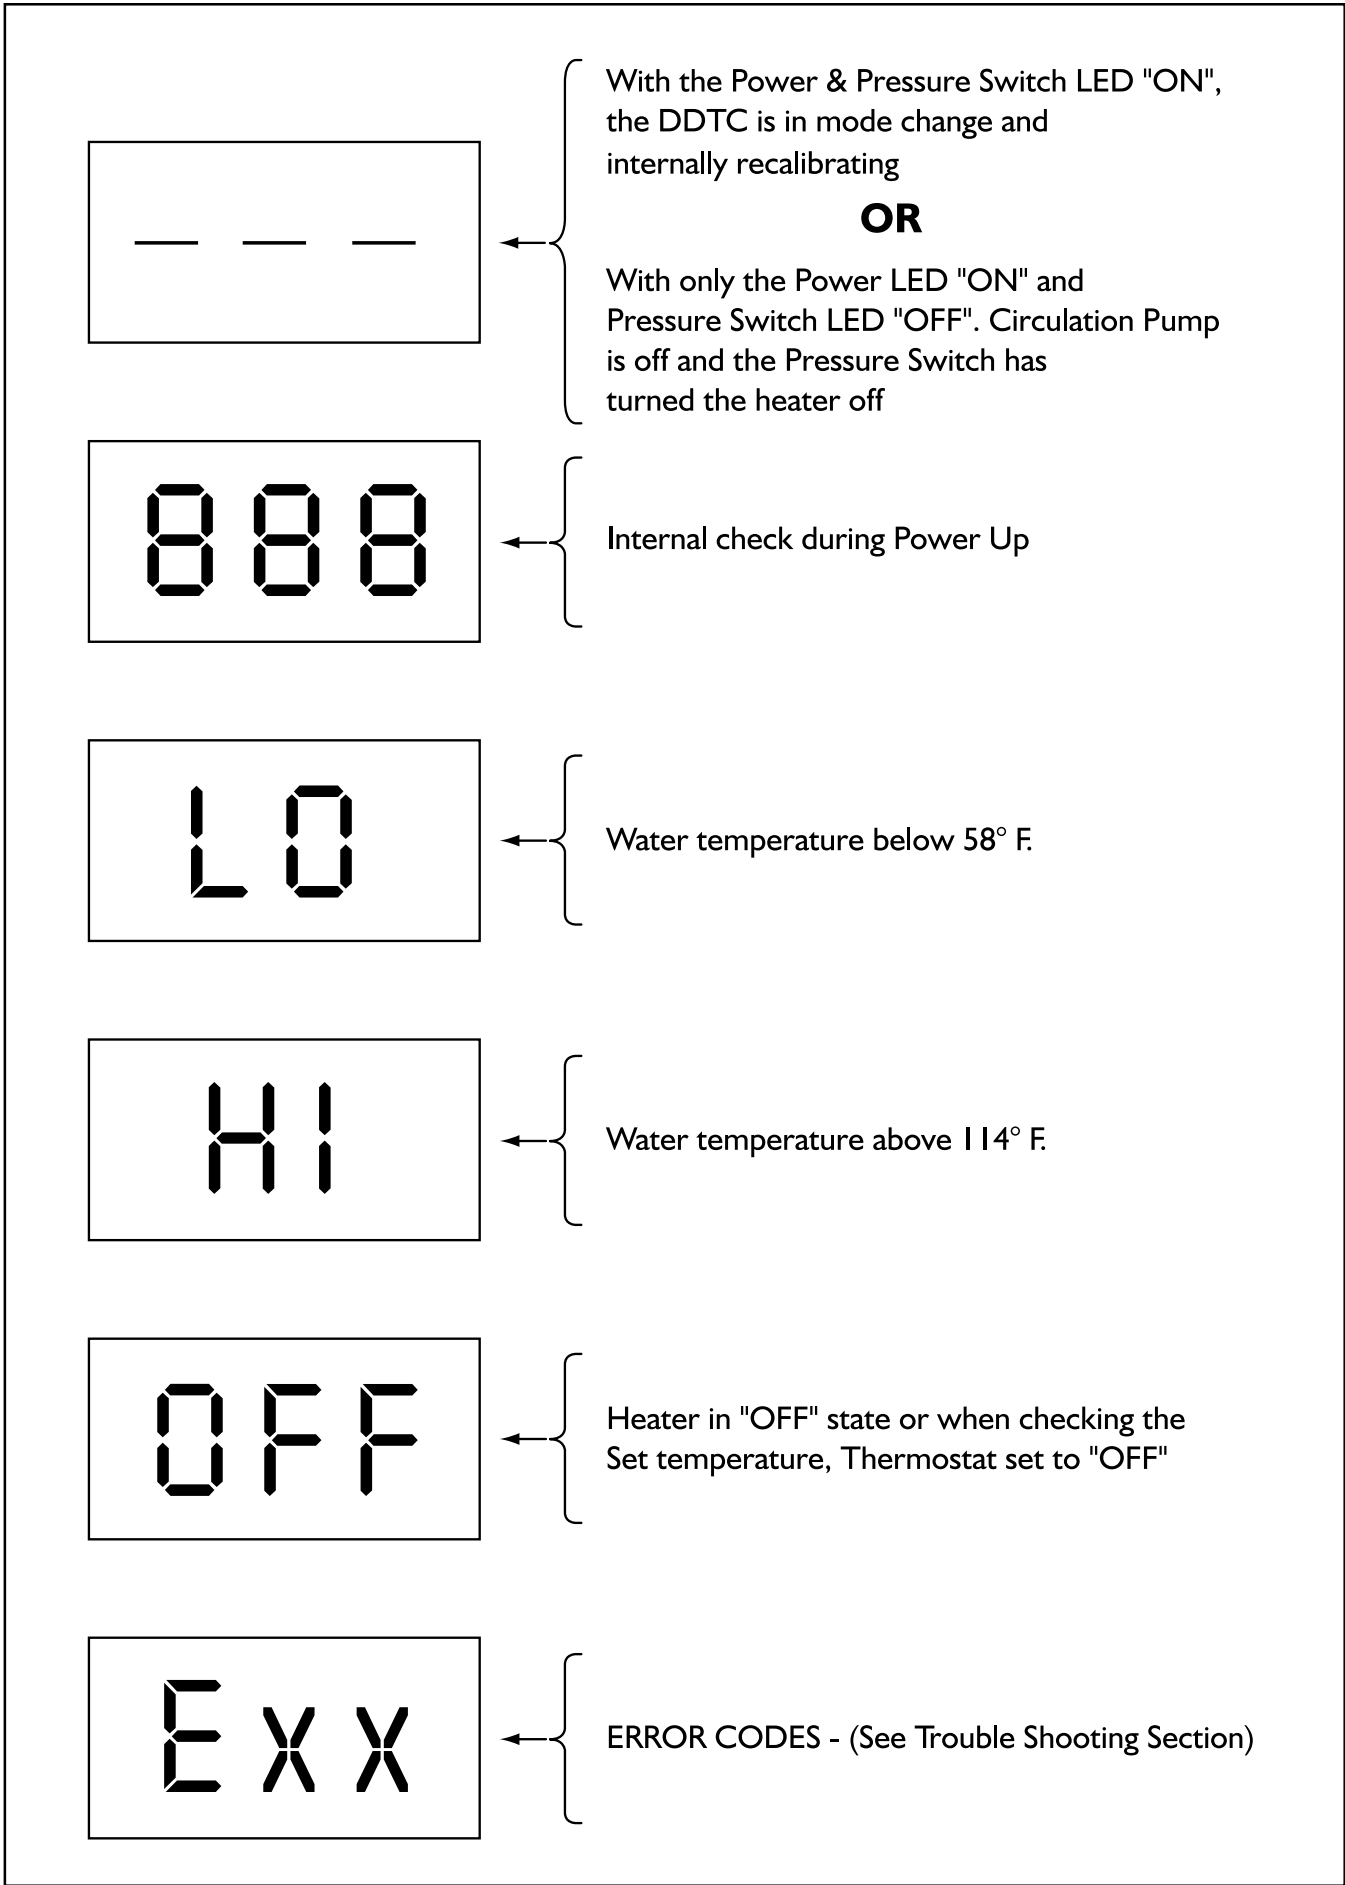 With the Power & Pressure Switch LED "ON",
the DDTC is in mode change and
internally recalibrating
OR
With only the Power LED "ON" and
Pressure Switch LED "OFF". Circulation Pump
is off and the Pressure Switch has
turned the heater off
– – –
888
Internal check during Power Up
LO
Water temperature below 58° F.
HI
Water temperature above 114° F.
OFF
Heater in "OFF" state or when checking the
Set temperature, Thermostat set to "OFF"
Exx
ERROR CODES - (See Trouble Shooting Section)